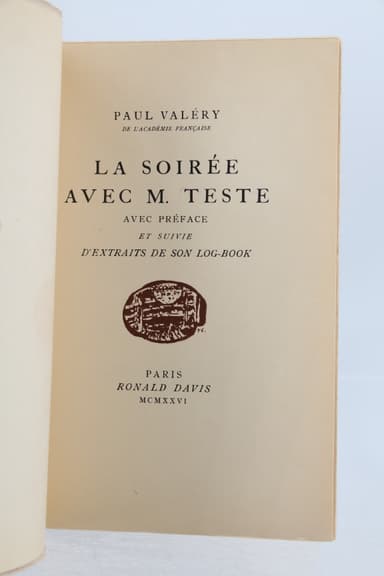 PAUL VALÉRY
DE L'ACADÉMIE FRANÇAISE
LA SOIRÉE
AVEC M. TESTE
AVEC PRÉFACE
ET SUIVIE
D'EXTRAITS DE SON LOG-BOOK
PARIS
RONALD DAVIS
MCMXXVI